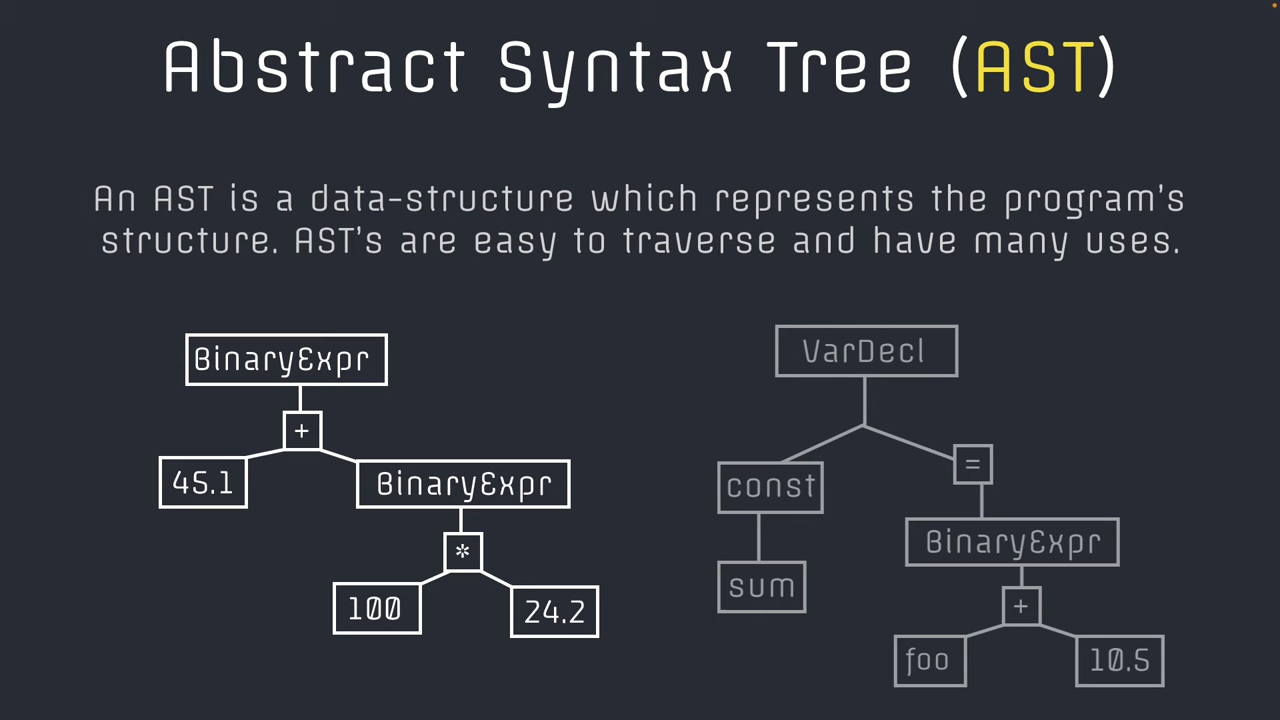 Abstract Syntax Tree (AST)
An AST is a data-structure which represents the program's
structure. AST's are easy to traverse and have many uses.
BinaryExpr
+
45.1
BinaryExpr
*
100
24.2
VarDecl
const
=
sum
BinaryExpr
+
foo
10.5